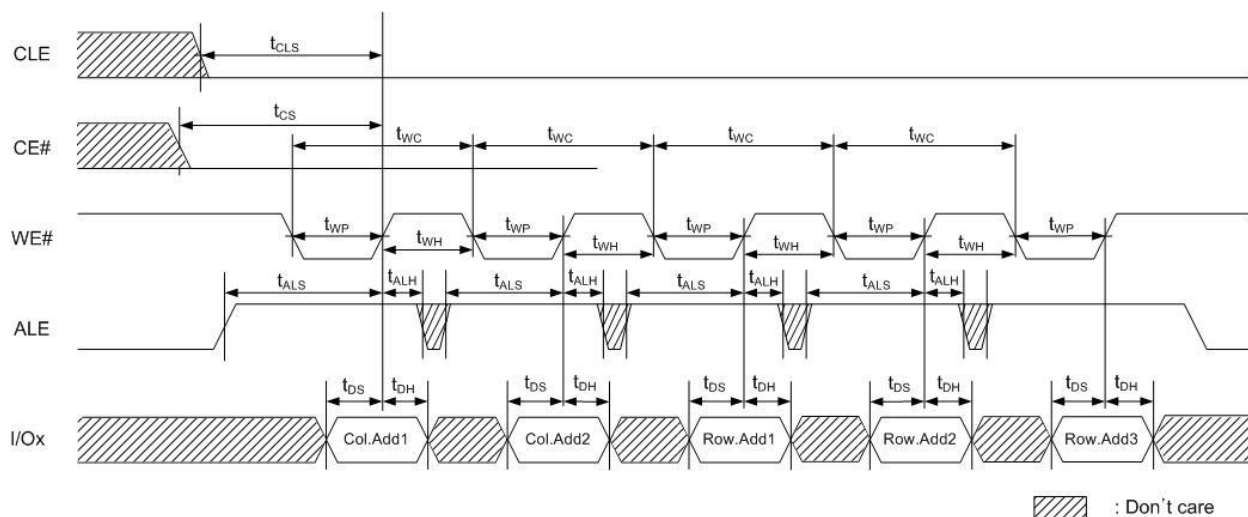 CLE
tCLS
CE#
tCS
tWC tWC tWC tWC
WE#
tWP tWH tWP tWH tWP tWH tWP tWH tWP
ALE
tALS tALH tALS tALH tALS tALH tALS tALH
tDS tDH tDS tDH tDS tDH tDS tDH tDS tDH
I/Ox
Col.Add1 Col.Add2 Row.Add1 Row.Add2 Row.Add3
: Don't care